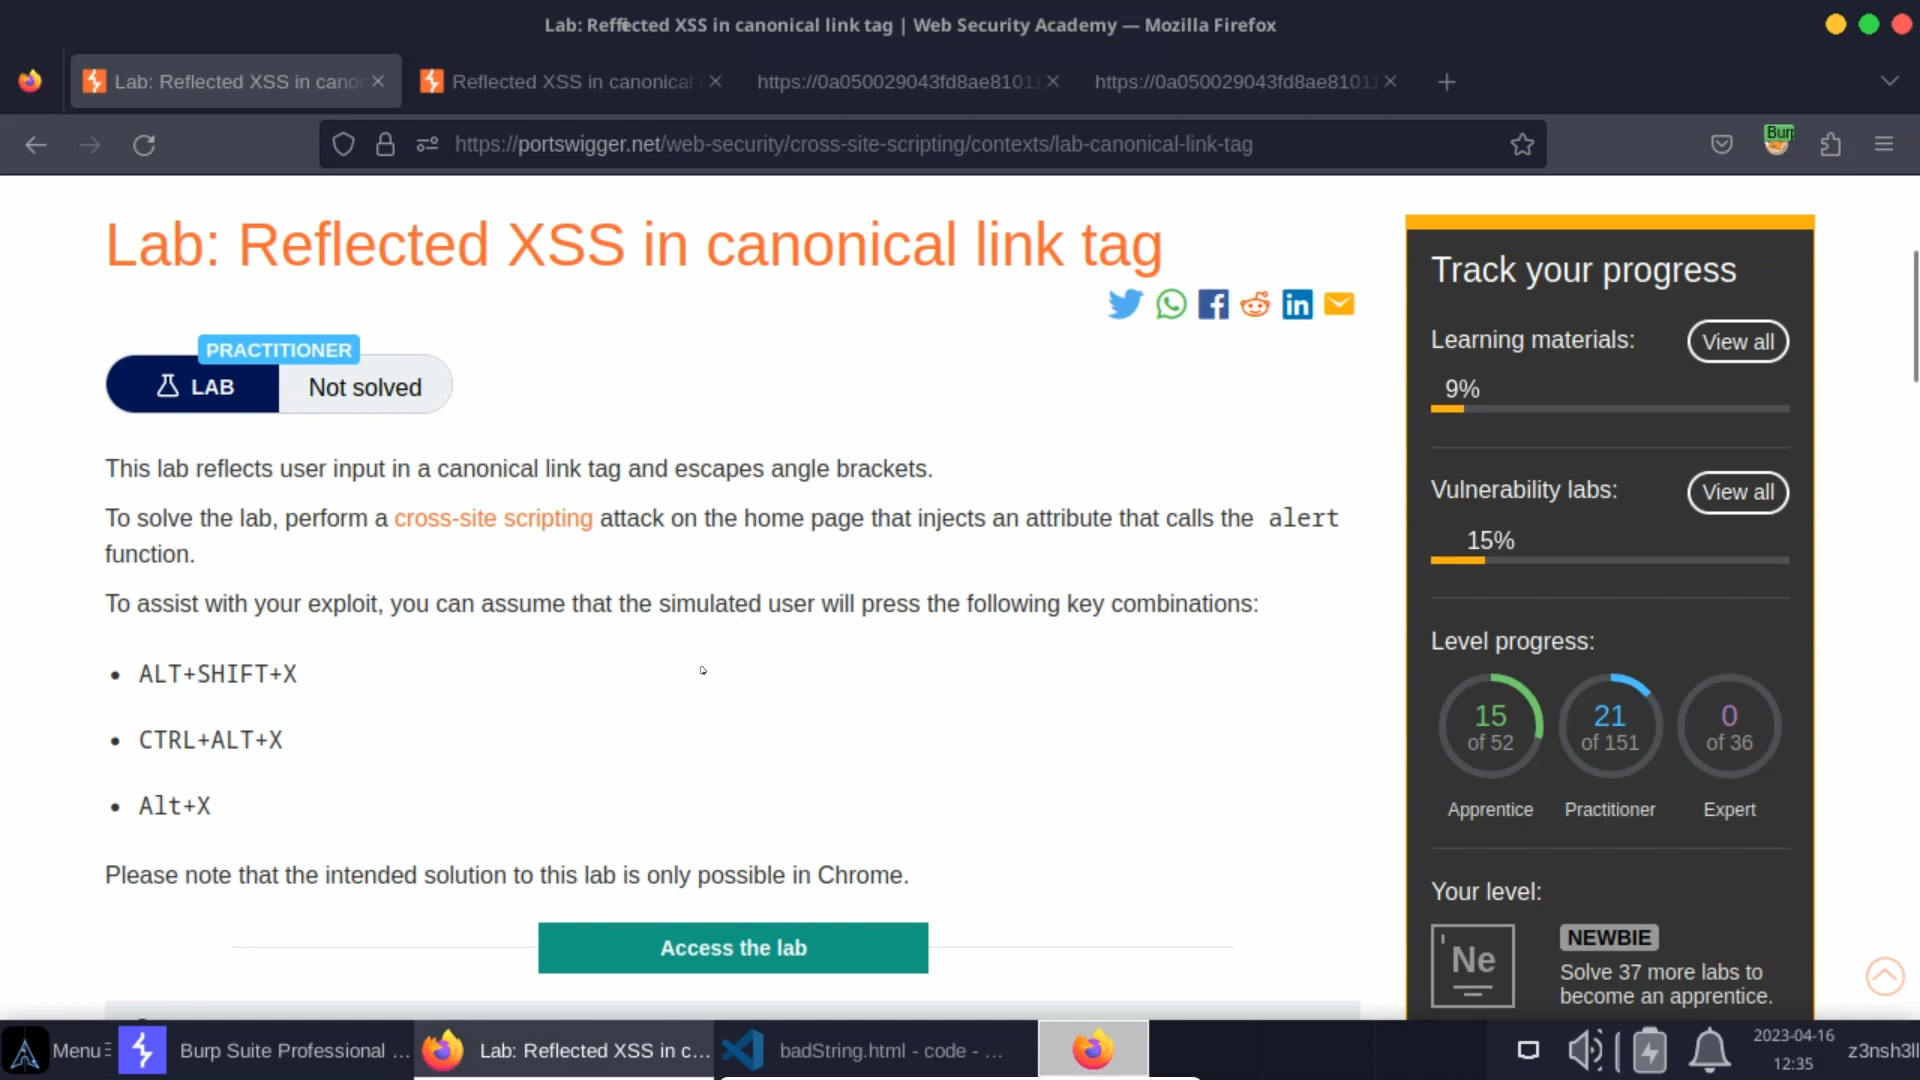 Lab: Reflected XSS in canonical link tag | Web Security Academy — Mozilla Firefox
Lab: Reflected XSS in cano
Reflected XSS in canonical
https://0a050029043fd8ae8101
https://0a050029043fd8ae8101
https://portswigger.net/web-security/cross-site-scripting/contexts/lab-canonical-link-tag
Burp
Lab: Reflected XSS in canonical link tag
PRACTITIONER
LAB
Not solved
This lab reflects user input in a canonical link tag and escapes angle brackets.
To solve the lab, perform a cross-site scripting attack on the home page that injects an attribute that calls the alert
function.
To assist with your exploit, you can assume that the simulated user will press the following key combinations:
• ALT+SHIFT+X
• CTRL+ALT+X
• Alt+X
Please note that the intended solution to this lab is only possible in Chrome.
Access the lab
Track your progress
Learning materials:
View all
9%
Vulnerability labs:
View all
15%
Level progress:
15
of 52
21
of 151
0
of 36
Apprentice
Practitioner
Expert
Your level:
Ne
NEWBIE
Solve 37 more labs to
become an apprentice.
Menu
Burp Suite Professional ...
Lab: Reflected XSS in c...
badString.html - code - ...
2023-04-16
12:35
z3nsh3ll